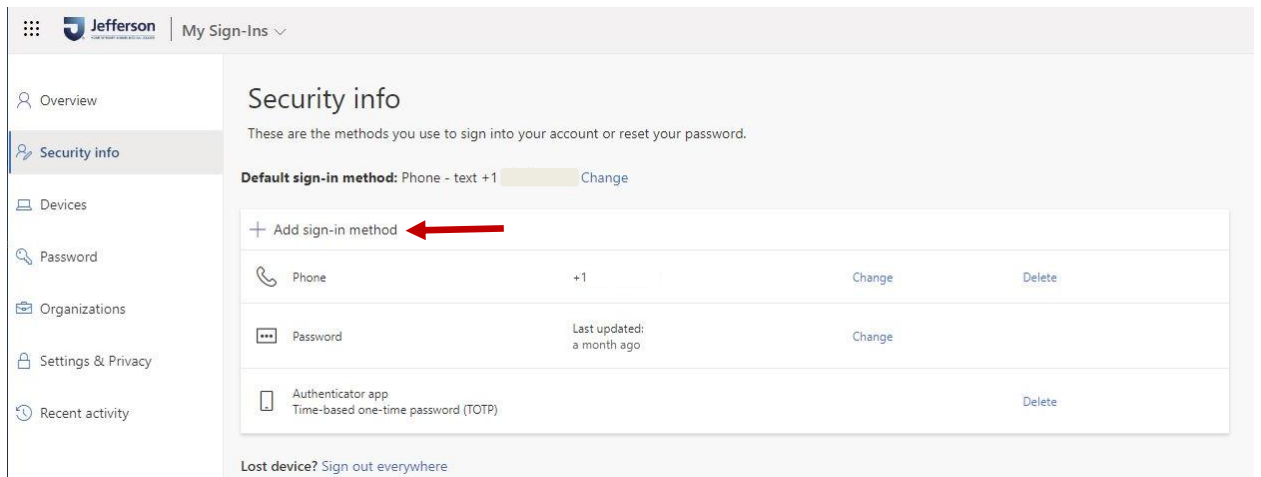 Jefferson My Sign-Ins
Overview
Security info
Devices
Password
Organizations
Settings & Privacy
Recent activity
Security info
These are the methods you use to sign into your account or reset your password.
Default sign-in method: Phone - text +1 Change
+ Add sign-in method
Phone +1 Change Delete
Password Last updated: Change
a month ago
Authenticator app
Time-based one-time password (TOTP) Delete
Lost device? Sign out everywhere